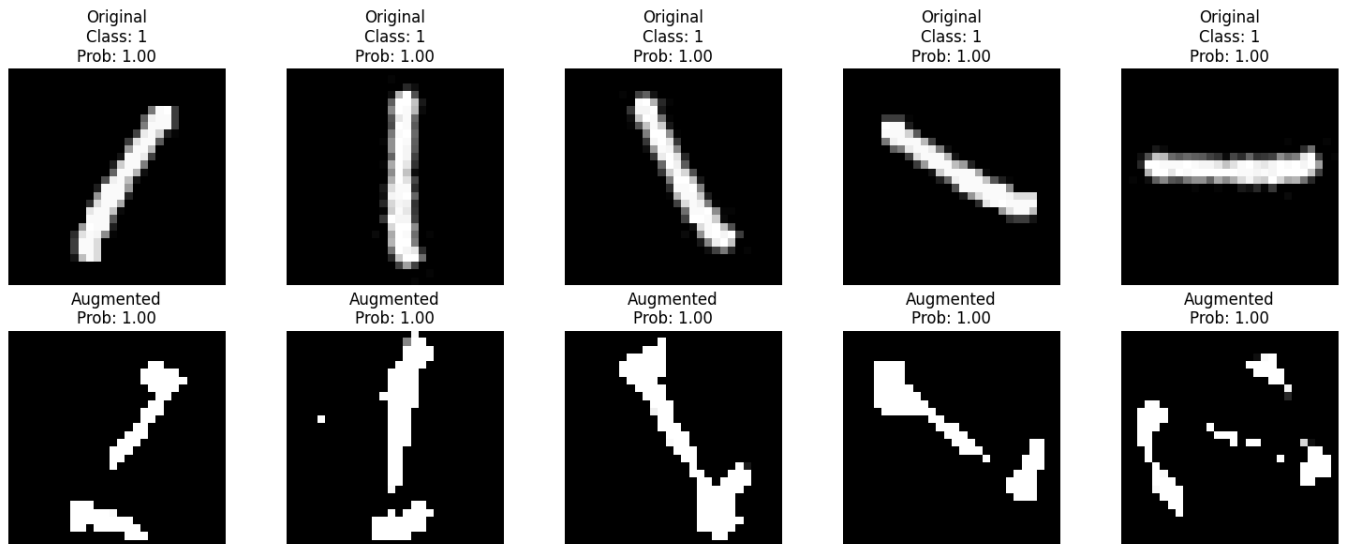 Original
Class: 1
Prob: 1.00
Original
Class: 1
Prob: 1.00
Original
Class: 1
Prob: 1.00
Original
Class: 1
Prob: 1.00
Original
Class: 1
Prob: 1.00
Augmented
Prob: 1.00
Augmented
Prob: 1.00
Augmented
Prob: 1.00
Augmented
Prob: 1.00
Augmented
Prob: 1.00